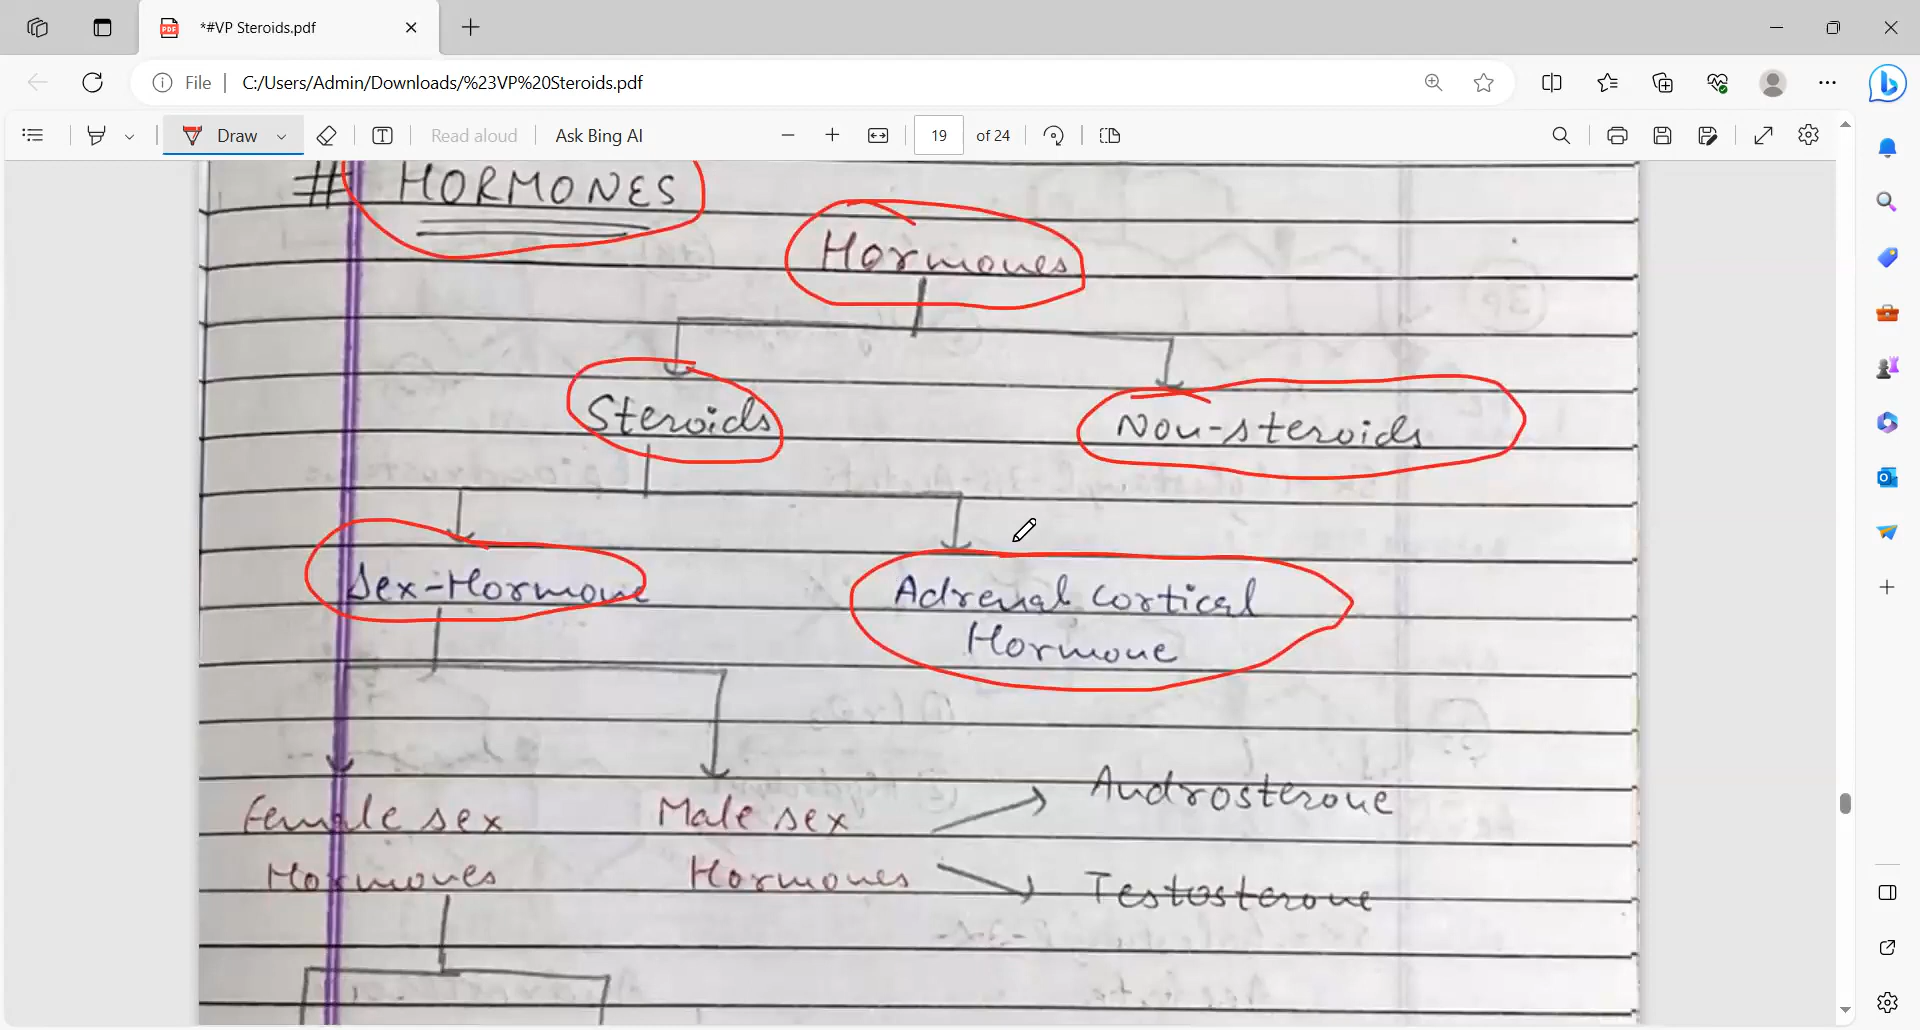 *#VP Steroids.pdf
File | C:/Users/Admin/Downloads/%23VP%20Steroids.pdf
Draw Read aloud Ask Bing AI 19 of 24
# HORMONES
Hormones
Steroids Non-steroids
Sex-Hormone Adrenal Cortical
Hormone
Female sex Male sex Androsterone
Hormones Hormones Testosterone